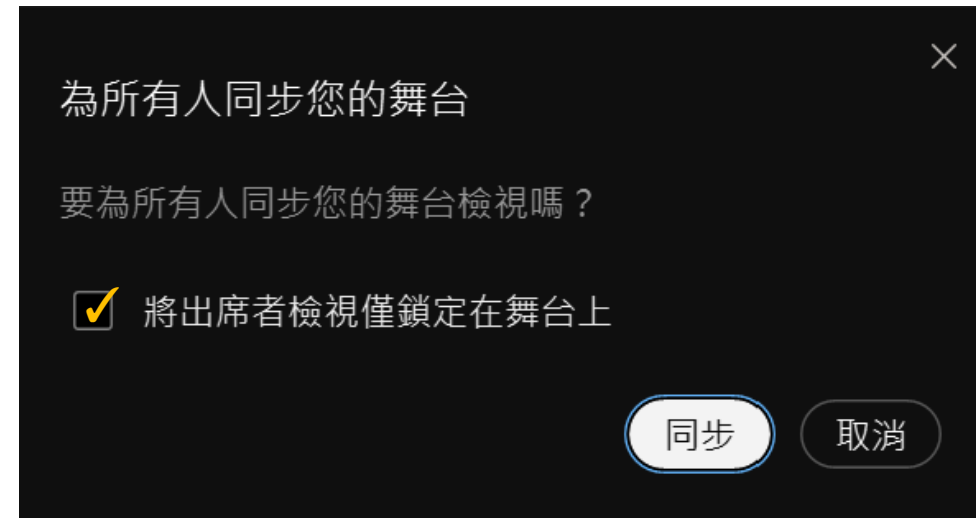 為所有人同步您的舞台
要為所有人同步您的舞台檢視嗎？
將出席者檢視僅鎖定在舞台上
同步 取消